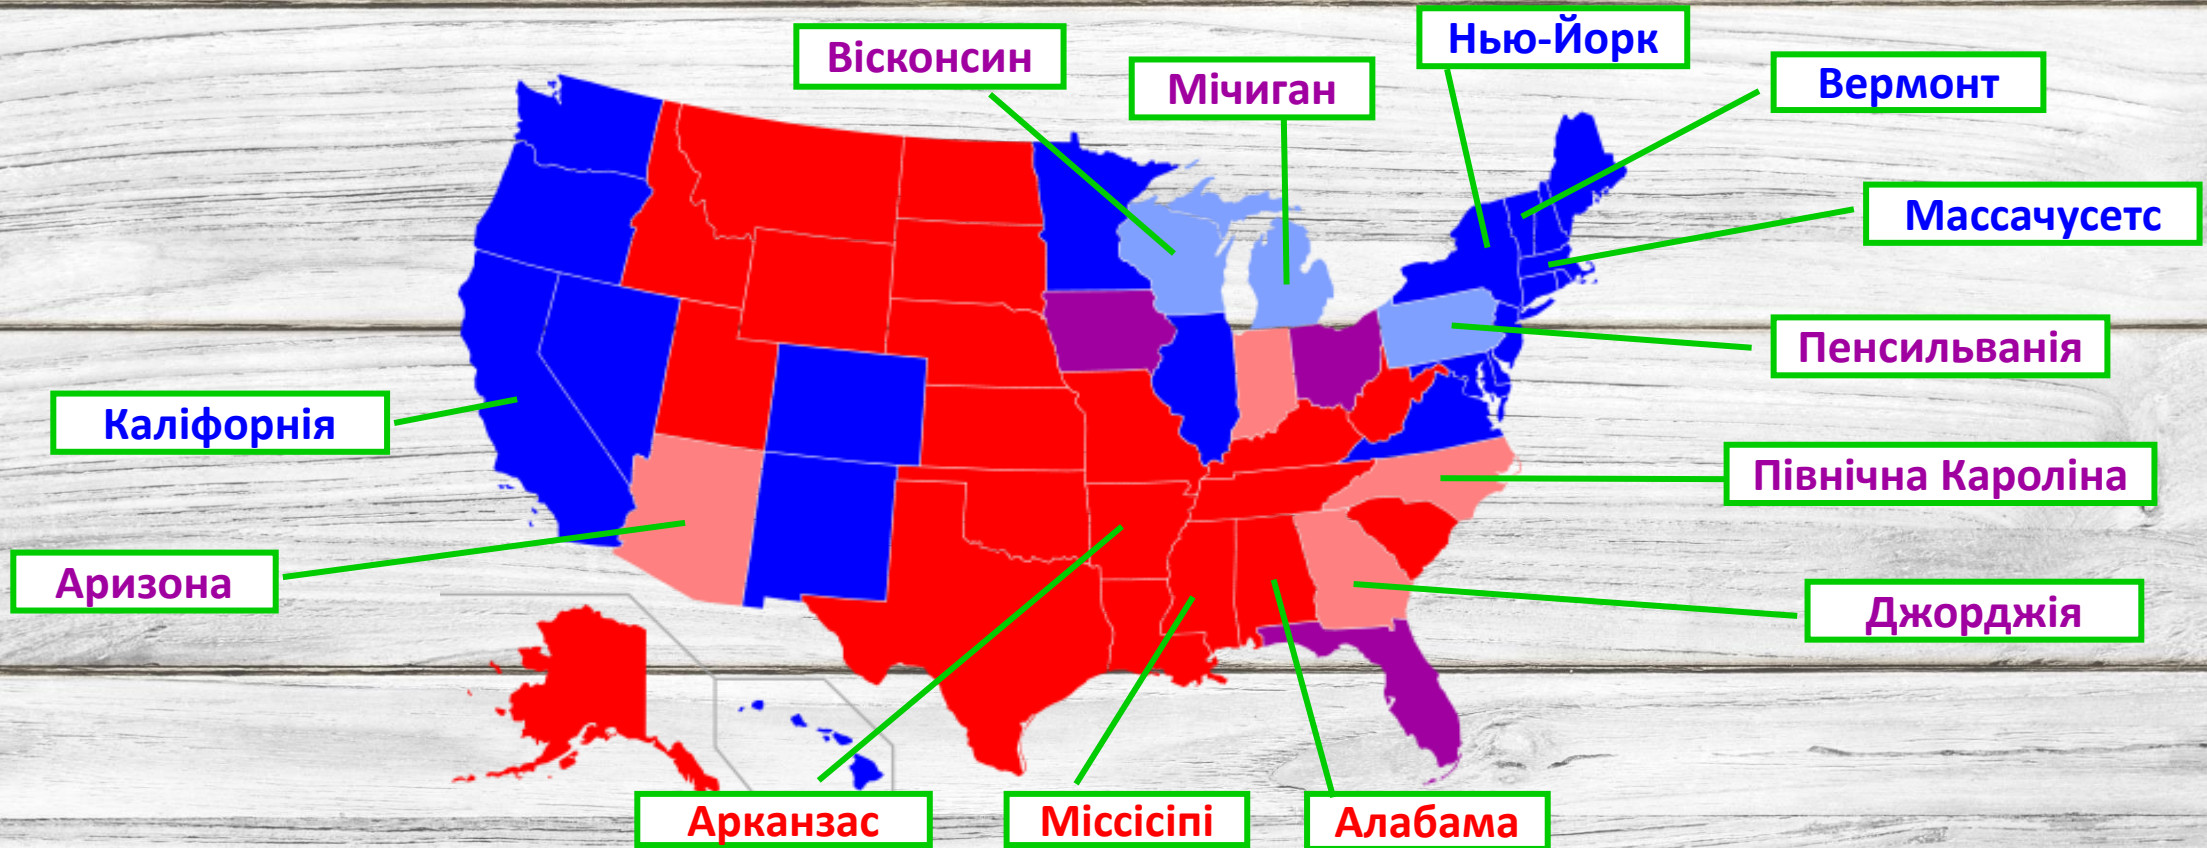 Вісконсин
Мічиган
Нью-Йорк
Вермонт
Массачусетс
Пенсильванія
Каліфорнія
Північна Кароліна
Аризона
Джорджія
Арканзас
Міссісіпі
Алабама